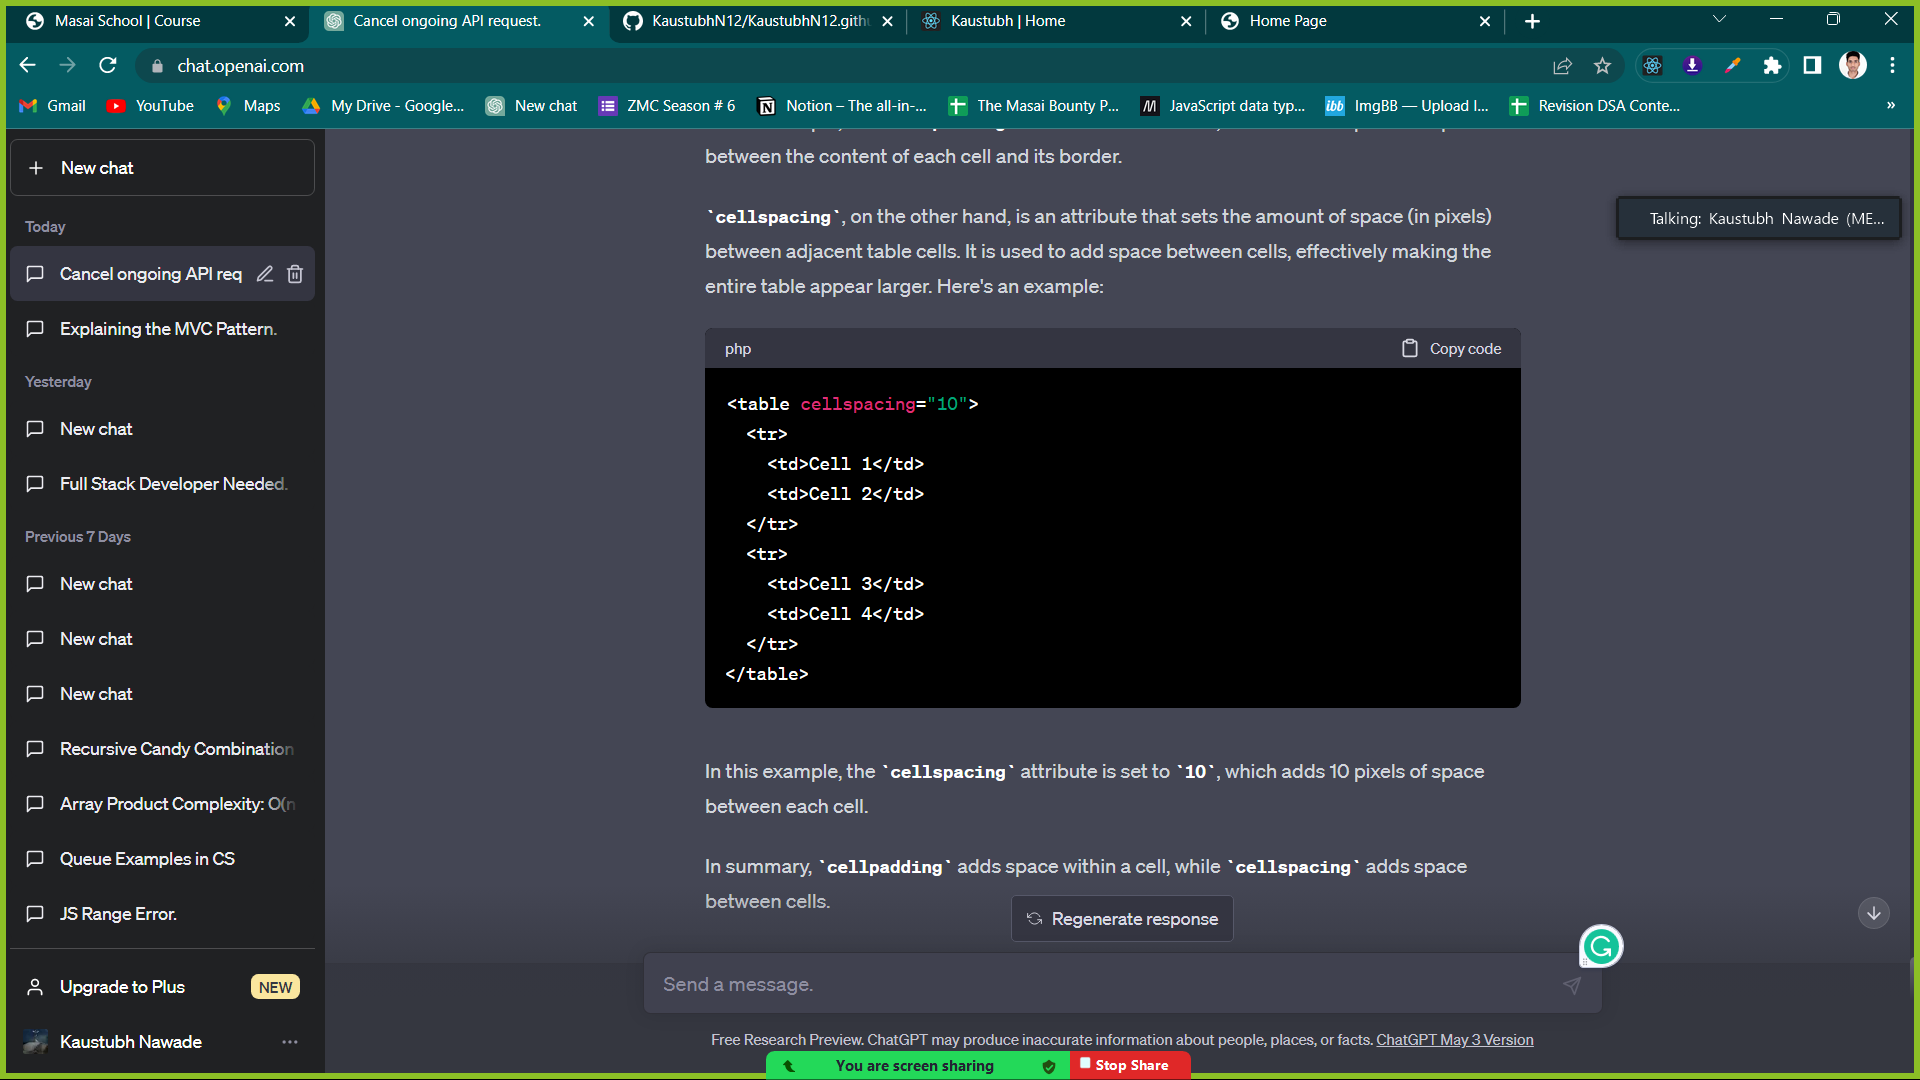 Masai School | Course
Cancel ongoing API request.
KaustubhN12/KaustubhN12.gith
Kaustubh | Home
Home Page
chat.openai.com
Gmail
YouTube
Maps
My Drive - Google...
New chat
ZMC Season # 6
Notion – The all-in-...
The Masai Bounty P...
JavaScript data typ...
ibb
ImgBB — Upload I...
Revision DSA Conte...
»
New chat
Today
Cancel ongoing API req
Explaining the MVC Pattern.
Yesterday
New chat
Full Stack Developer Needed.
Previous 7 Days
New chat
New chat
New chat
Recursive Candy Combination
Array Product Complexity: O(n
Queue Examples in CS
JS Range Error.
Upgrade to Plus
NEW
Kaustubh Nawade
between the content of each cell and its border.
`cellspacing`, on the other hand, is an attribute that sets the amount of space (in pixels)
between adjacent table cells. It is used to add space between cells, effectively making the
entire table appear larger. Here's an example:
Talking: Kaustubh Nawade (ME...
php
Copy code
<table cellspacing="10">
<tr>
<td>Cell 1</td>
<td>Cell 2</td>
</tr>
<tr>
<td>Cell 3</td>
<td>Cell 4</td>
</tr>
</table>
In this example, the `cellspacing` attribute is set to `10`, which adds 10 pixels of space
between each cell.
In summary, `cellpadding` adds space within a cell, while `cellspacing` adds space
between cells.
Regenerate response
Send a message.
Free Research Preview. ChatGPT may produce inaccurate information about people, places, or facts. ChatGPT May 3 Version
You are screen sharing
Stop Share